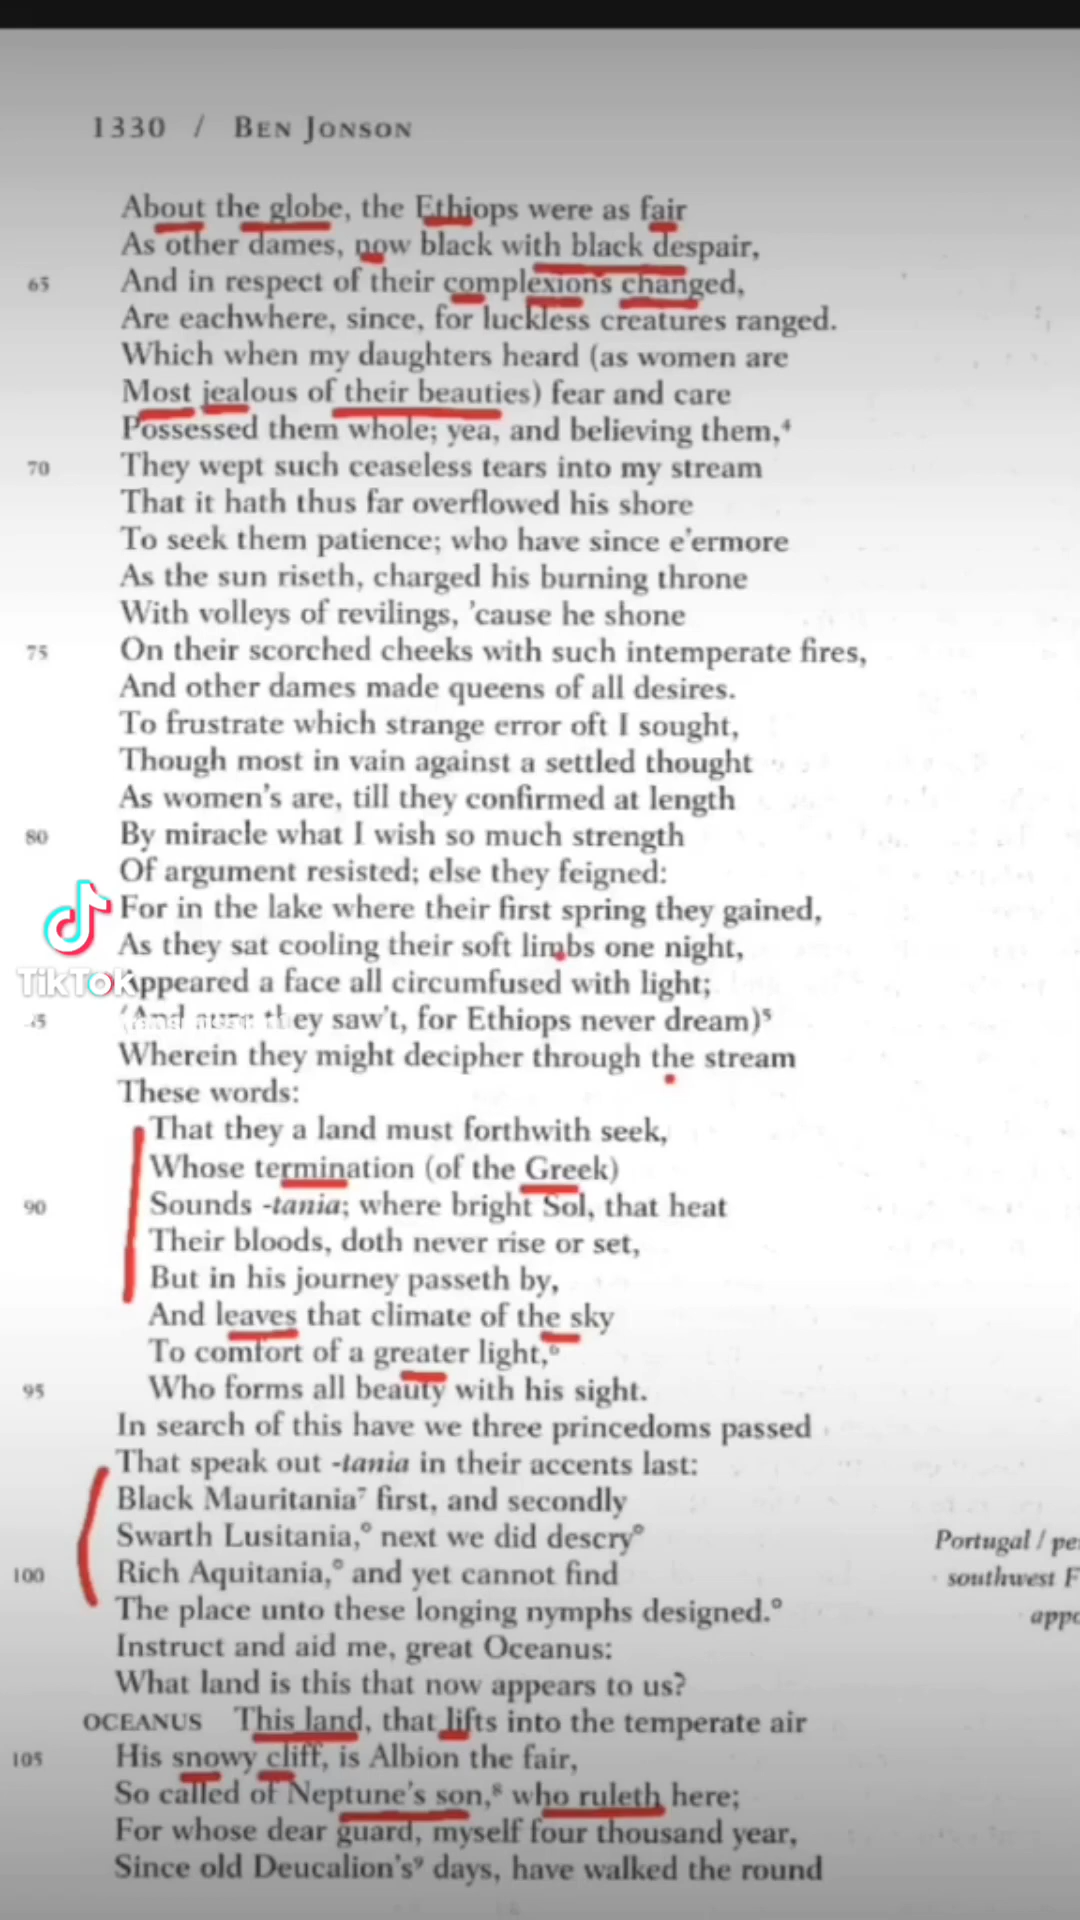 1330 / BEN JONSON
About the globe, the Ethiops were as fair
As other dames, now black with black despair,
65 And in respect of their complexions changed,
Are eachwhere, since, for luckless creatures ranged.
Which when my daughters heard (as women are
Most jealous of their beauties) fear and care
Possessed them whole; yea, and believing them,⁴
70 They wept such ceaseless tears into my stream
That it hath thus far overflowed his shore
To seek them patience; who have since e'ermore
As the sun riseth, charged his burning throne
With volleys of revilings, 'cause he shone
75 On their scorched cheeks with such intemperate fires,
And other dames made queens of all desires.
To frustrate which strange error oft I sought,
Though most in vain against a settled thought
As women's are, till they confirmed at length
80 By miracle what I wish so much strength
Of argument resisted; else they feigned:
For in the lake where their first spring they gained,
As they sat cooling their soft limbs one night,
TikTok
Appeared a face all circumfused with light;
(And sure they saw't, for Ethiops never dream)⁵
Wherein they might decipher through the stream
These words:
That they a land must forthwith seek,
Whose termination (of the Greek)
90 Sounds -tania; where bright Sol, that heat
Their bloods, doth never rise or set,
But in his journey passeth by,
And leaves that climate of the sky
To comfort of a greater light,⁶
95 Who forms all beauty with his sight.
In search of this have we three princedoms passed
That speak out -tania in their accents last:
Black Mauritania⁷ first, and secondly
Swarth Lusitania,° next we did descry° Portugal /
100 Rich Aquitania,° and yet cannot find southwest
The place unto these longing nymphs designed.°
Instruct and aid me, great Oceanus:
What land is this that now appears to us?
OCEANUS This land, that lifts into the temperate air
105 His snowy cliff, is Albion the fair,
So called of Neptune's son,⁸ who ruleth here;
For whose dear guard, myself four thousand year,
Since old Deucalion's⁹ days, have walked the round